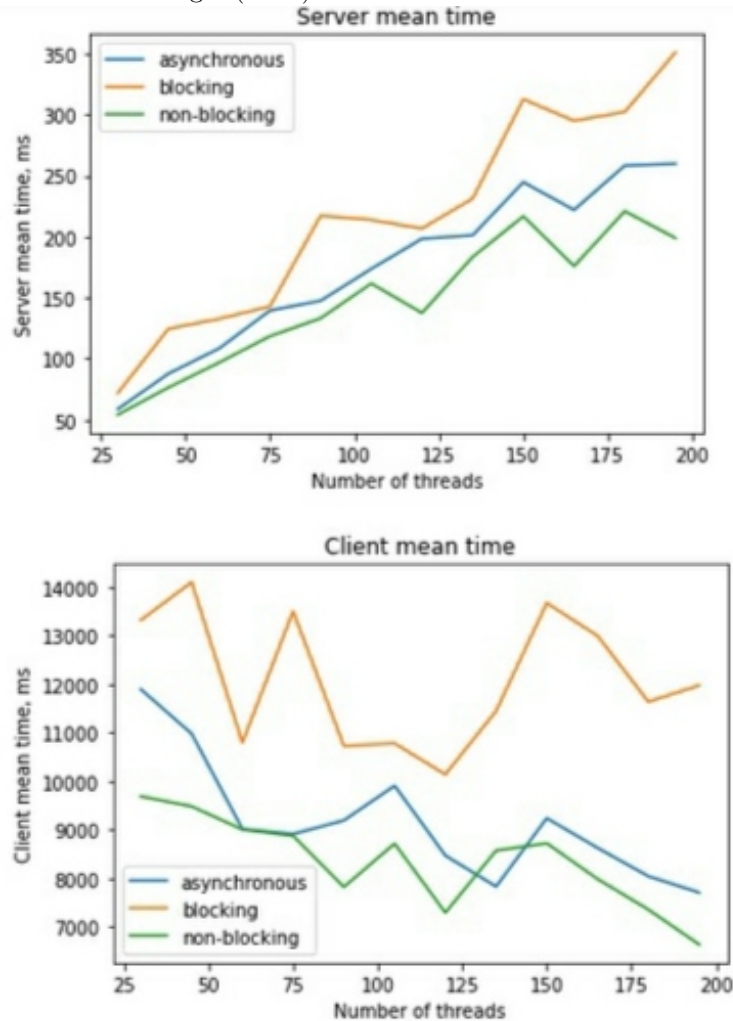 Server mean time
350
300
250
200
150
100
50
asynchronous
blocking
non-blocking
Server mean time, ms
25 50 75 100 125 150 175 200
Number of threads
Client mean time
14000
13000
12000
11000
10000
9000
8000
7000
asynchronous
blocking
non-blocking
Client mean time, ms
25 50 75 100 125 150 175 200
Number of threads